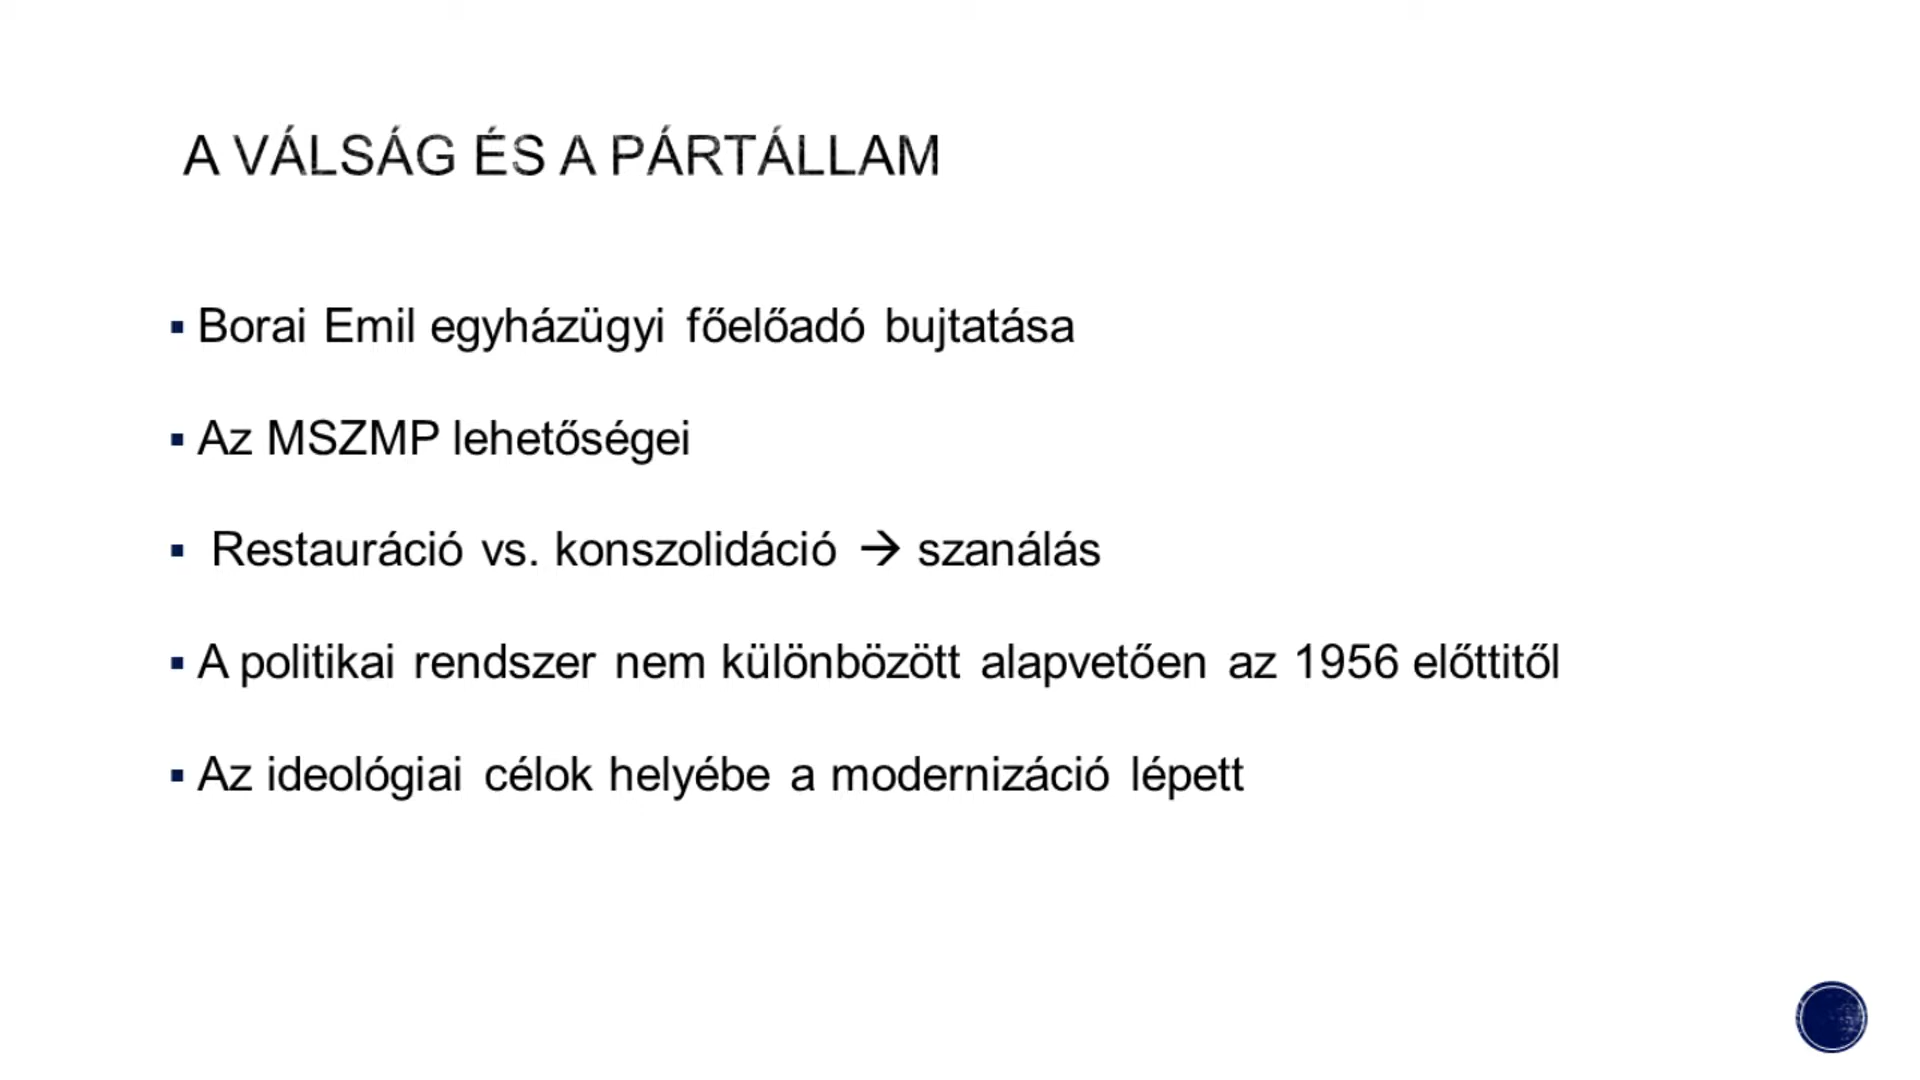 A VÁLSÁG ÉS A PÁRTÁLLAM
▪ Borai Emil egyházügyi főelőadó bujtatása
▪ Az MSZMP lehetőségei
▪ Restauráció vs. konszolidáció → szanálás
▪ A politikai rendszer nem különbözött alapvetően az 1956 előttitől
▪ Az ideológiai célok helyébe a modernizáció lépett